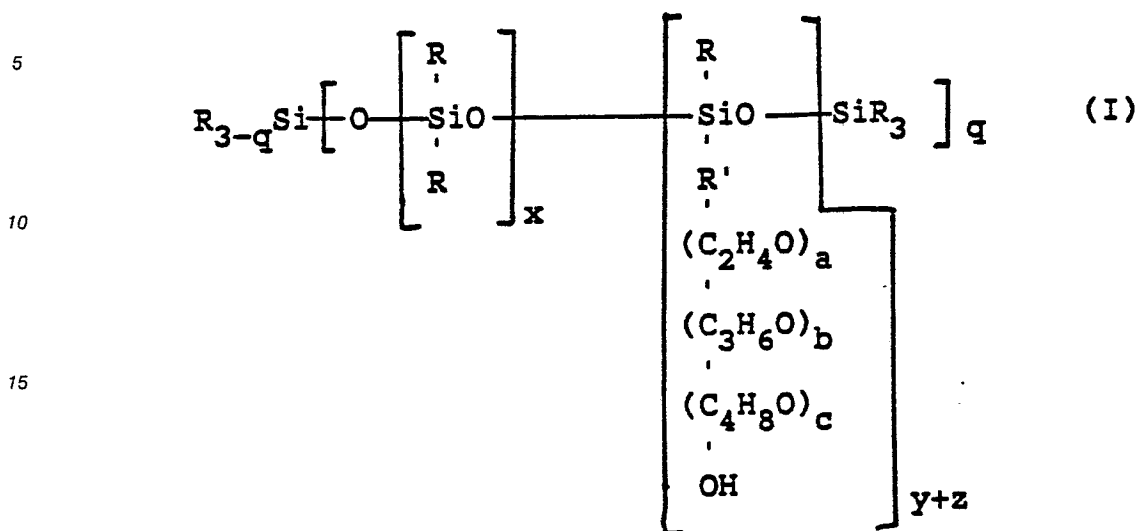 5
R R
R₃₋qSi[O[SiO]SiO SiR₃]q (I)
R R'
x
10
(C₂H₄O)a
(C₃H₆O)b
15
(C₄H₈O)c
OH
y+z